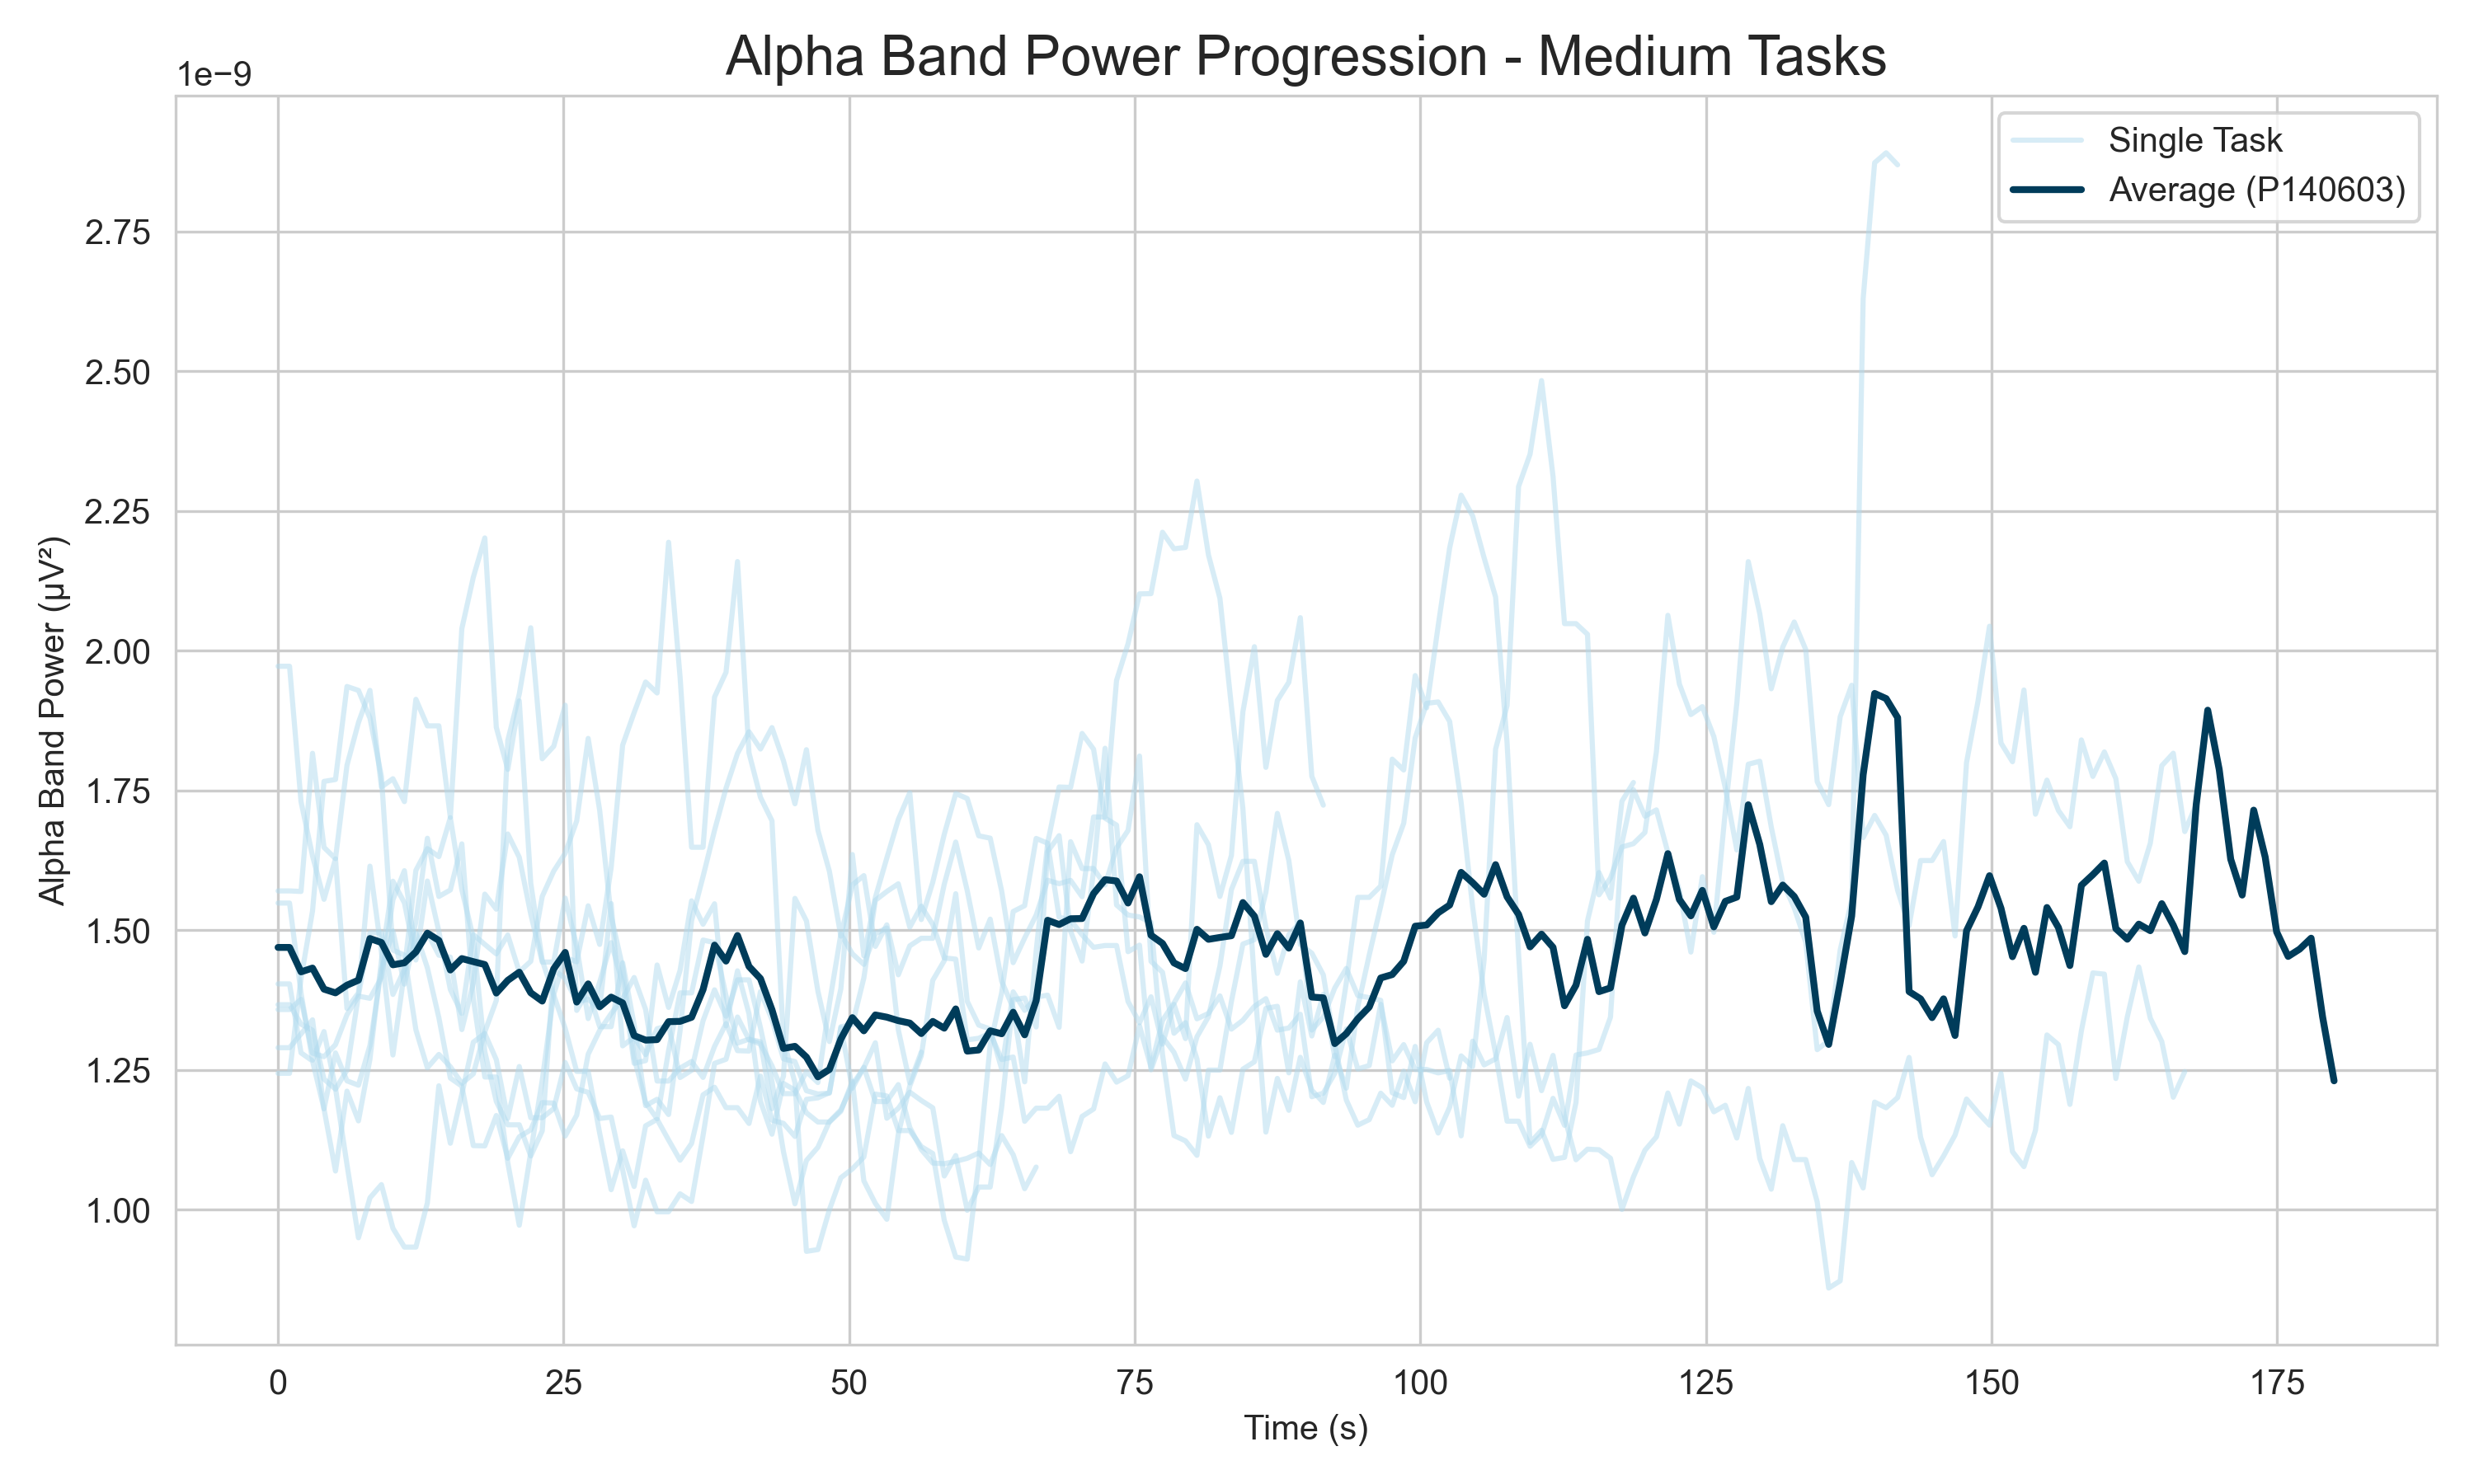 Alpha Band Power Progression - Medium Tasks
1e−9
Single Task
Average (P140603)
2.75
2.50
2.25
2.00
1.75
1.50
1.25
1.00
Alpha Band Power (µV²)
0 25 50 75 100 125 150 175
Time (s)